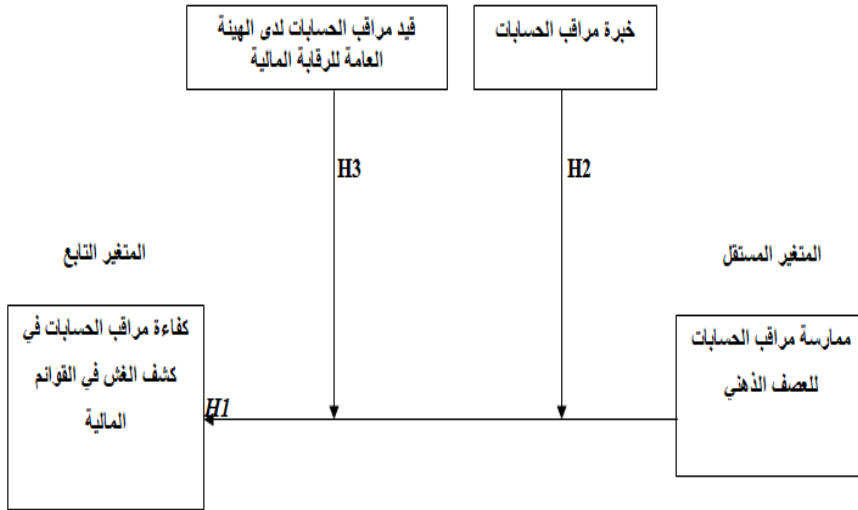 خبرة مراقب الحسابات
قيد مراقب الحسابات لدى الهيئة
العامة للرقابة المالية
H2
H3
المتغير المستقل
المتغير التابع
ممارسة مراقب الحسابات
للعصف الذهني
كفاءة مراقب الحسابات في
كشف الغش في القوائم
المالية
H1